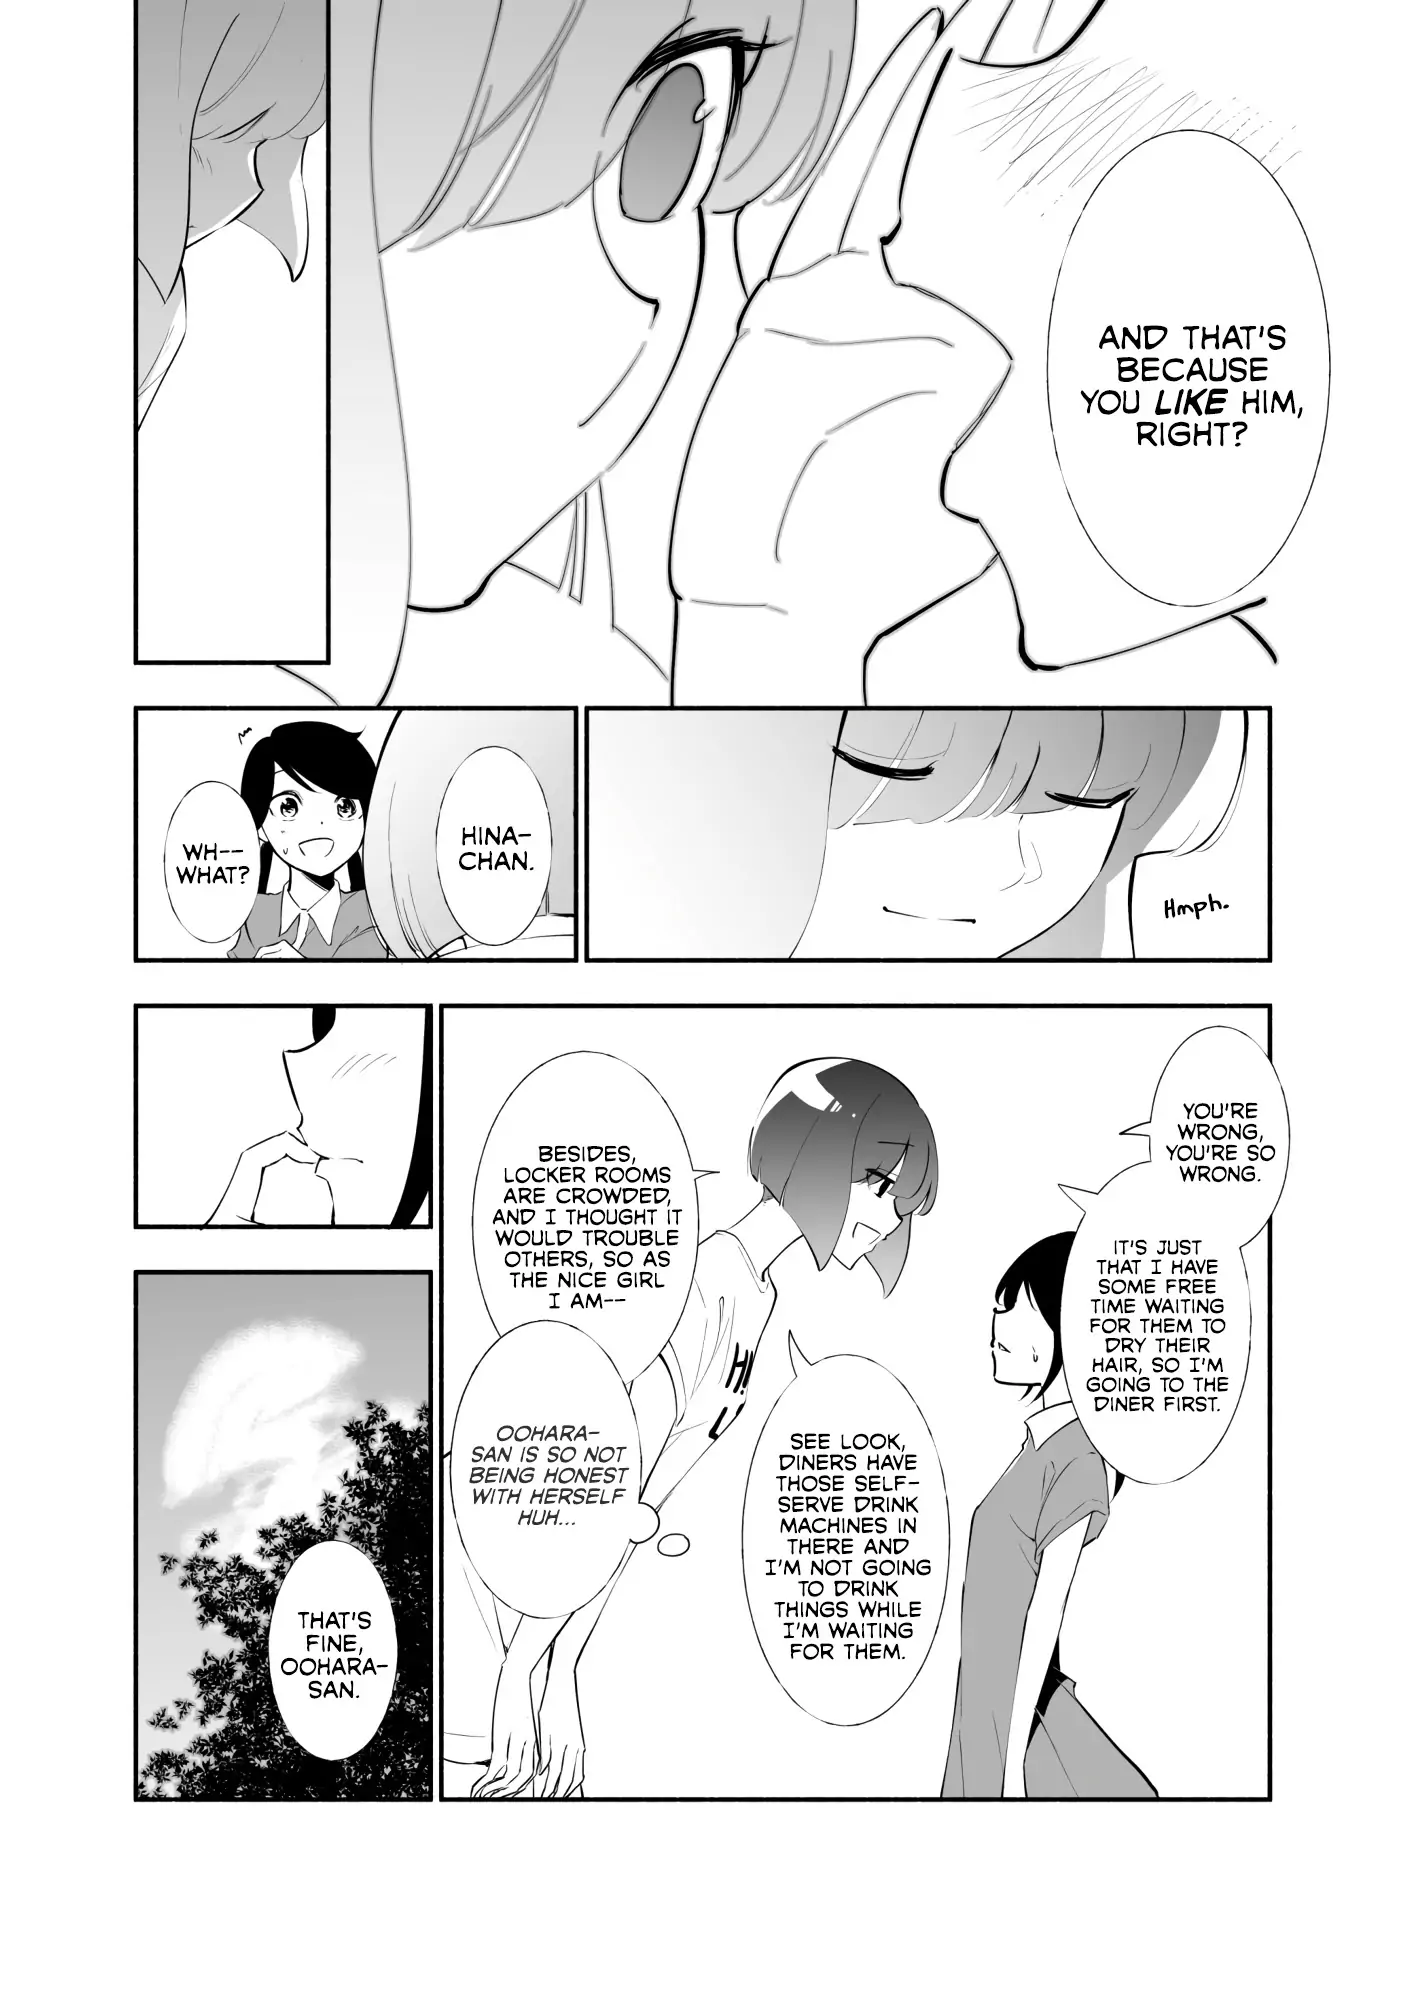 AND THAT'S
BECAUSE
YOU LIKE HIM,
RIGHT?
Hmph.
HINA-
CHAN.
WH--
WHAT?
YOU'RE
WRONG,
YOU'RE SO
WRONG.
IT'S JUST
THAT I HAVE
SOME FREE
TIME WAITING
FOR THEM TO
DRY THEIR
HAIR, SO I'M
GOING TO THE
DINER FIRST.
SEE LOOK,
DINERS HAVE
THOSE SELF-
SERVE DRINK
MACHINES IN
THERE AND
I'M NOT GOING
TO DRINK
THINGS WHILE
I'M WAITING
FOR THEM.
BESIDES,
LOCKER ROOMS
ARE CROWDED,
AND I THOUGHT IT
WOULD TROUBLE
OTHERS, SO AS
THE NICE GIRL
I AM--
OOHARA-
SAN IS SO NOT
BEING HONEST
WITH HERSELF
HUH...
THAT'S
FINE,
OOHARA-
SAN.